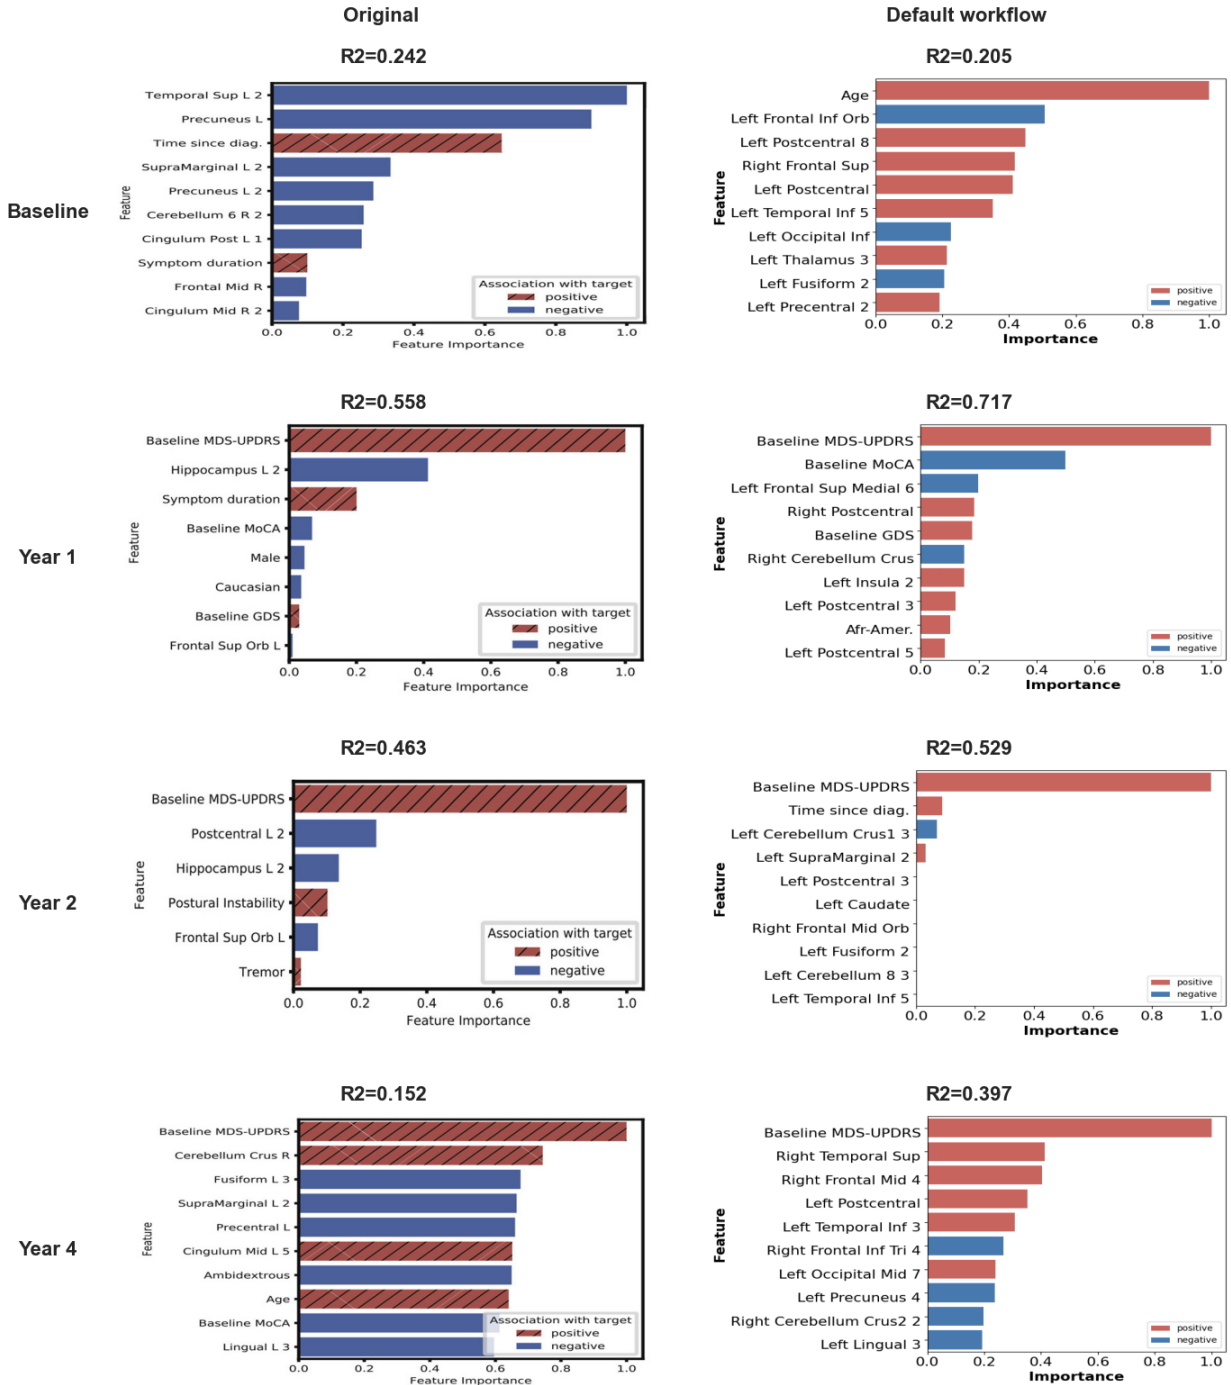 Original
Default workflow
R2=0.242
R2=0.205
Baseline
Feature
Temporal Sup L 2
Precuneus L
Time since diag.
SupraMarginal L 2
Precuneus L 2
Cerebellum 6 R 2
Cingulum Post L 1
Symptom duration
Frontal Mid R
Cingulum Mid R 2
Association with target
positive
negative
0.0 0.2 0.4 0.6 0.8 1.0
Feature Importance
Feature
Age
Left Frontal Inf Orb
Left Postcentral 8
Right Frontal Sup
Left Postcentral
Left Temporal Inf 5
Left Occipital Inf
Left Thalamus 3
Left Fusiform 2
Left Precentral 2
positive
negative
0.0 0.2 0.4 0.6 0.8 1.0
Importance
R2=0.558
R2=0.717
Year 1
Feature
Baseline MDS-UPDRS
Hippocampus L 2
Symptom duration
Baseline MoCA
Male
Caucasian
Baseline GDS
Frontal Sup Orb L
Association with target
positive
negative
0.0 0.2 0.4 0.6 0.8 1.0
Feature Importance
Feature
Baseline MDS-UPDRS
Baseline MoCA
Left Frontal Sup Medial 6
Right Postcentral
Baseline GDS
Right Cerebellum Crus
Left Insula 2
Left Postcentral 3
Afr-Amer.
Left Postcentral 5
positive
negative
0.0 0.2 0.4 0.6 0.8 1.0
Importance
R2=0.463
R2=0.529
Year 2
Feature
Baseline MDS-UPDRS
Postcentral L 2
Hippocampus L 2
Postural Instability
Frontal Sup Orb L
Tremor
Association with target
positive
negative
0.0 0.2 0.4 0.6 0.8 1.0
Feature Importance
Feature
Baseline MDS-UPDRS
Time since diag.
Left Cerebellum Crus1 3
Left SupraMarginal 2
Left Postcentral 3
Left Caudate
Right Frontal Mid Orb
Left Fusiform 2
Left Cerebellum 8 3
Left Temporal Inf 5
positive
negative
0.0 0.2 0.4 0.6 0.8 1.0
Importance
R2=0.152
R2=0.397
Year 4
Feature
Baseline MDS-UPDRS
Cerebellum Crus R
Fusiform L 3
SupraMarginal L 2
Precentral L
Cingulum Mid L 5
Ambidextrous
Age
Baseline MoCA
Lingual L 3
Association with target
positive
negative
0.0 0.2 0.4 0.6 0.8 1.0
Feature Importance
Feature
Baseline MDS-UPDRS
Right Temporal Sup
Right Frontal Mid 4
Left Postcentral
Left Temporal Inf 3
Right Frontal Inf Tri 4
Left Occipital Mid 7
Left Precuneus 4
Right Cerebellum Crus2 2
Left Lingual 3
positive
negative
0.0 0.2 0.4 0.6 0.8 1.0
Importance